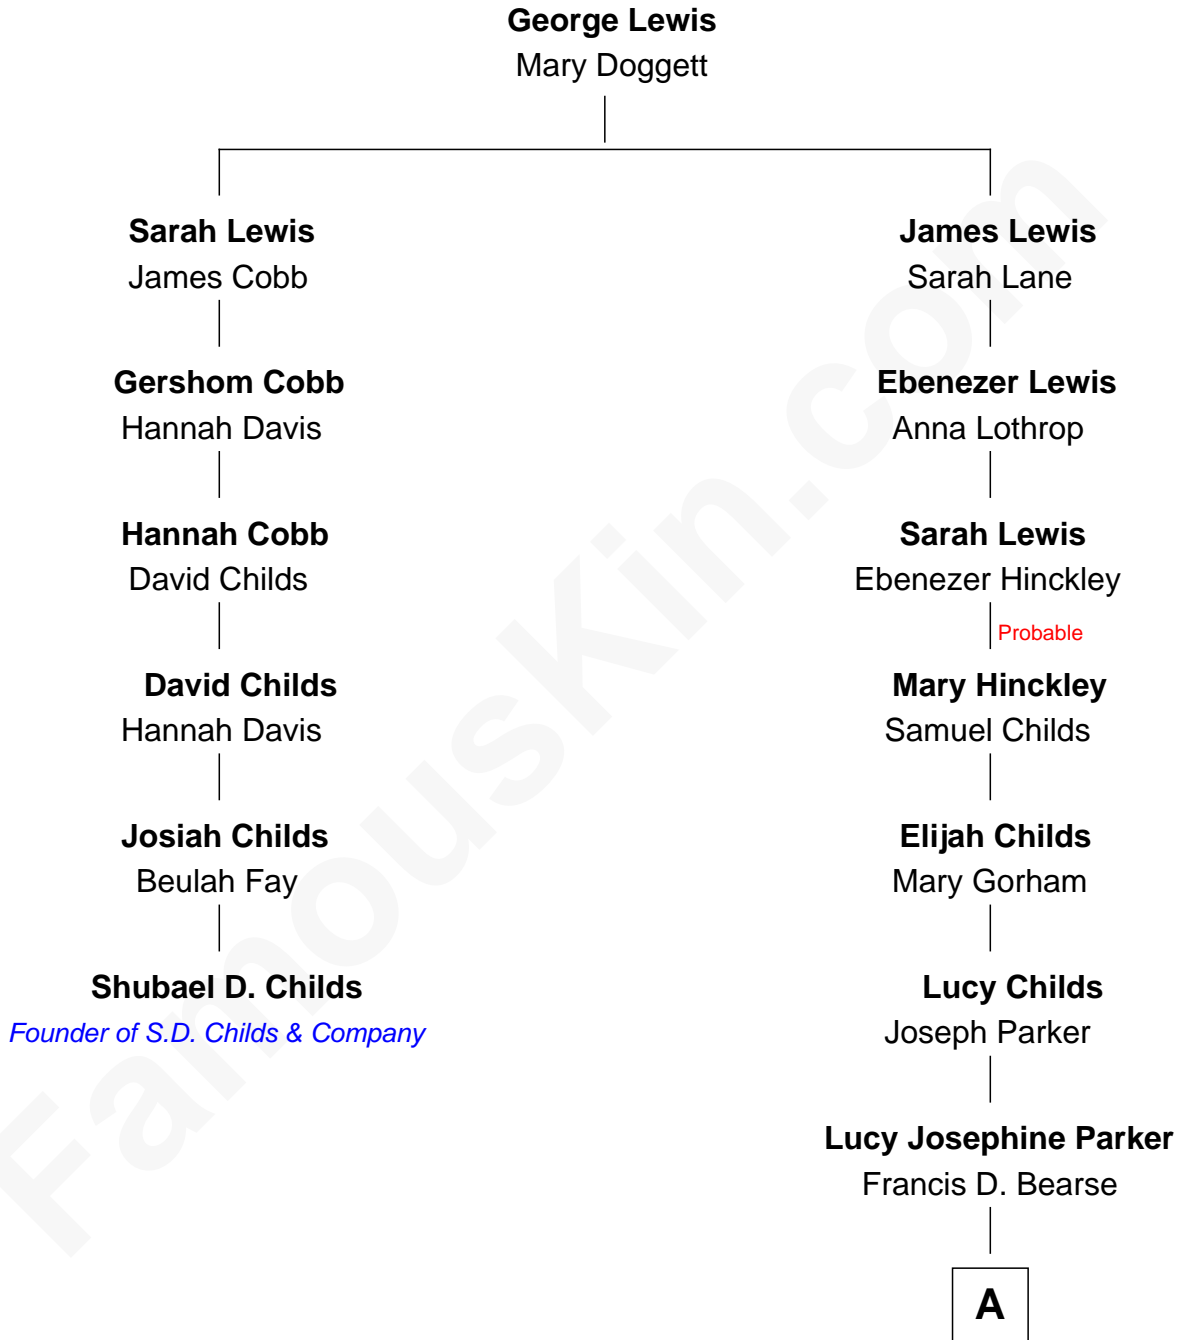 George Lewis
Mary Doggett
Sarah Lewis
James Cobb
Gershom Cobb
Hannah Davis
Hannah Cobb
David Childs
David Childs
Hannah Davis
Josiah Childs
Beulah Fay
Shubael D. Childs
Founder of S.D. Childs & Company
James Lewis
Sarah Lane
Ebenezer Lewis
Anna Lothrop
Sarah Lewis
Ebenezer Hinckley
Probable
Mary Hinckley
Samuel Childs
Elijah Childs
Mary Gorham
Lucy Childs
Joseph Parker
Lucy Josephine Parker
Francis D. Bearse
A
FamousKin.com